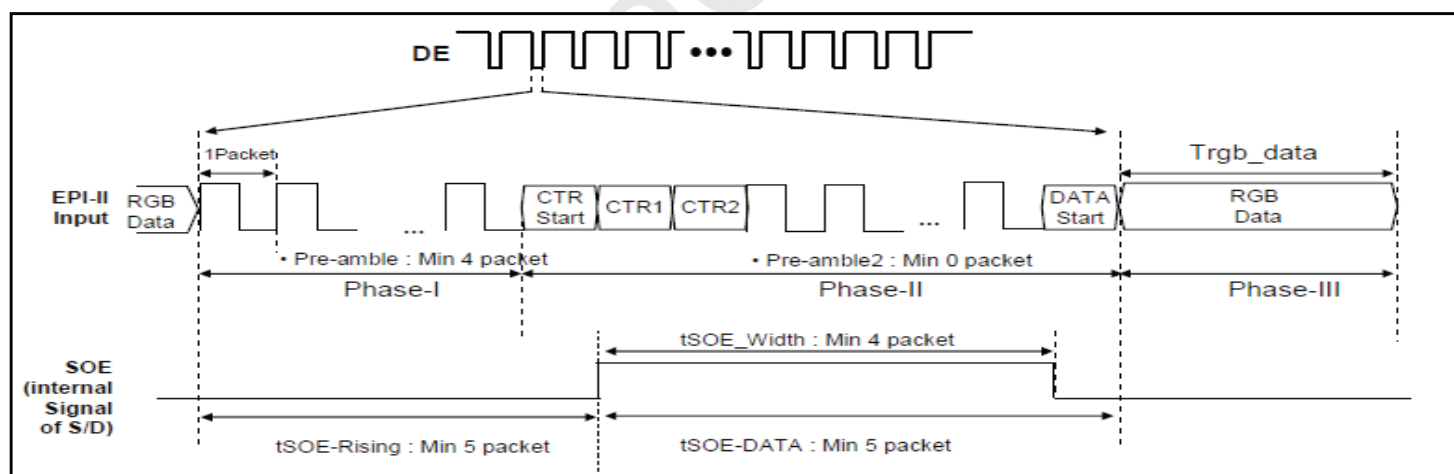 DE
1Packet
Trgb_data
EPI-II
Input
RGB
Data
...
CTR
Start
CTR1
CTR2
...
DATA
Start
RGB
Data
• Pre-amble : Min 4 packet
• Pre-amble2 : Min 0 packet
Phase-I
Phase-II
Phase-III
tSOE_Width : Min 4 packet
SOE
(internal
Signal
of S/D)
tSOE-Rising : Min 5 packet
tSOE-DATA : Min 5 packet